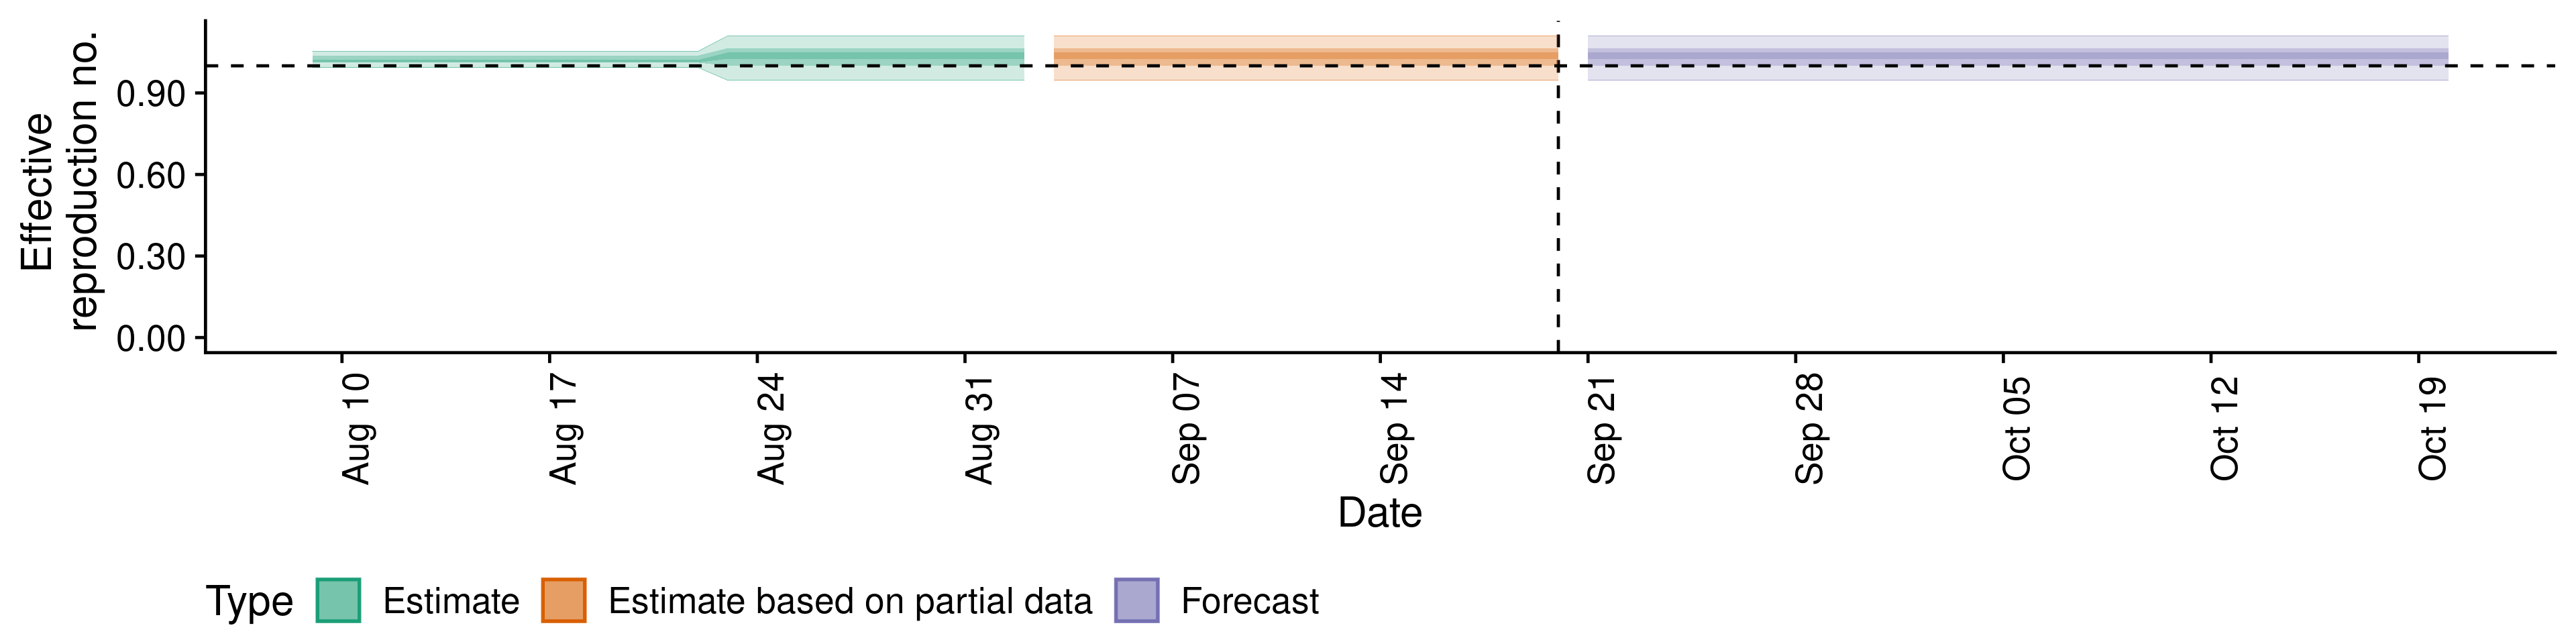 Effective
reproduction no.
0.90
0.60
0.30
0.00
Aug 10
Aug 17
Aug 24
Aug 31
Sep 07
Sep 14
Sep 21
Sep 28
Oct 05
Oct 12
Oct 19
Date
Type Estimate Estimate based on partial data Forecast